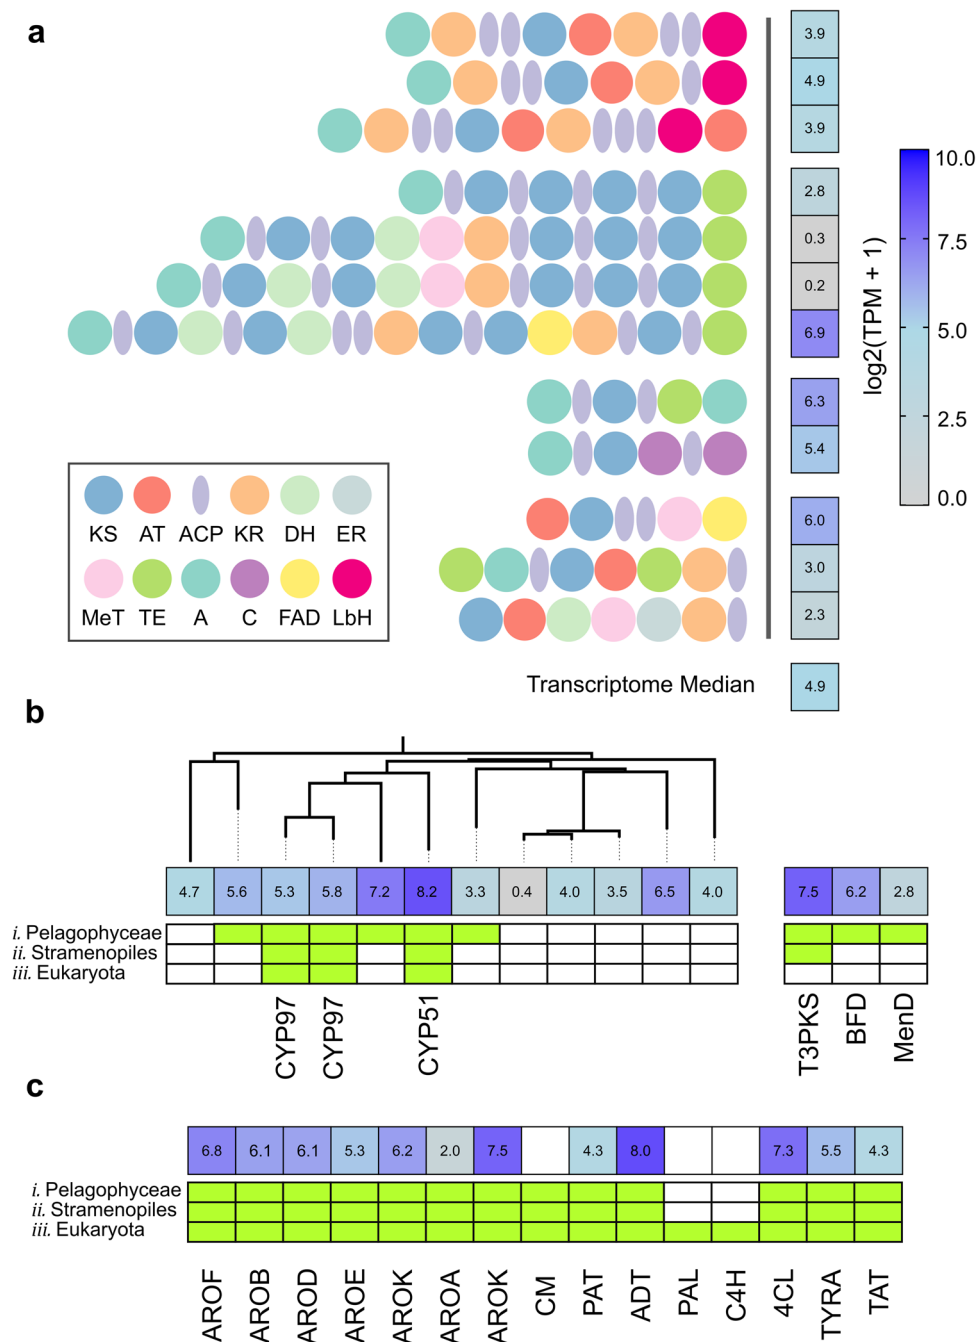 a
3.9
4.9
3.9
2.8
0.3
0.2
6.9
6.3
5.4
6.0
3.0
2.3
Transcriptome Median
4.9
10.0
7.5
5.0
2.5
0.0
log2(TPM + 1)
KS AT ACP KR DH ER
MeT TE A C FAD LbH
b
4.7 5.6 5.3 5.8 7.2 8.2 3.3 0.4 4.0 3.5 6.5 4.0 7.5 6.2 2.8
i. Pelagophyceae
ii. Stramenopiles
iii. Eukaryota
CYP97 CYP97 CYP51 T3PKS BFD MenD
c
6.8 6.1 6.1 5.3 6.2 2.0 7.5 4.3 8.0 7.3 5.5 4.3
i. Pelagophyceae
ii. Stramenopiles
iii. Eukaryota
AROF AROB AROD AROE AROK AROA AROK CM PAT ADT PAL C4H 4CL TYRA TAT